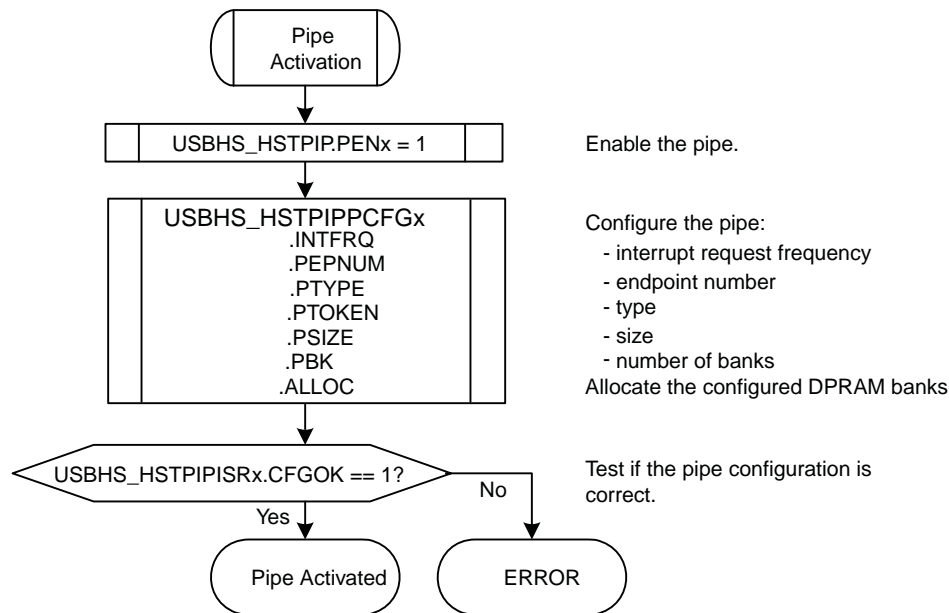 Pipe
Activation
USBHS_HSTPIP.PENx = 1
Enable the pipe.
USBHS_HSTPIPPCFGx
.INTFRQ
.PEPNUM
.PTYPE
.PTOKEN
.PSIZE
.PBK
.ALLOC
Configure the pipe:
- interrupt request frequency
- endpoint number
- type
- size
- number of banks
Allocate the configured DPRAM banks
USBHS_HSTPIPISRx.CFGOK == 1?
Test if the pipe configuration is
correct.
No
Yes
Pipe Activated
ERROR